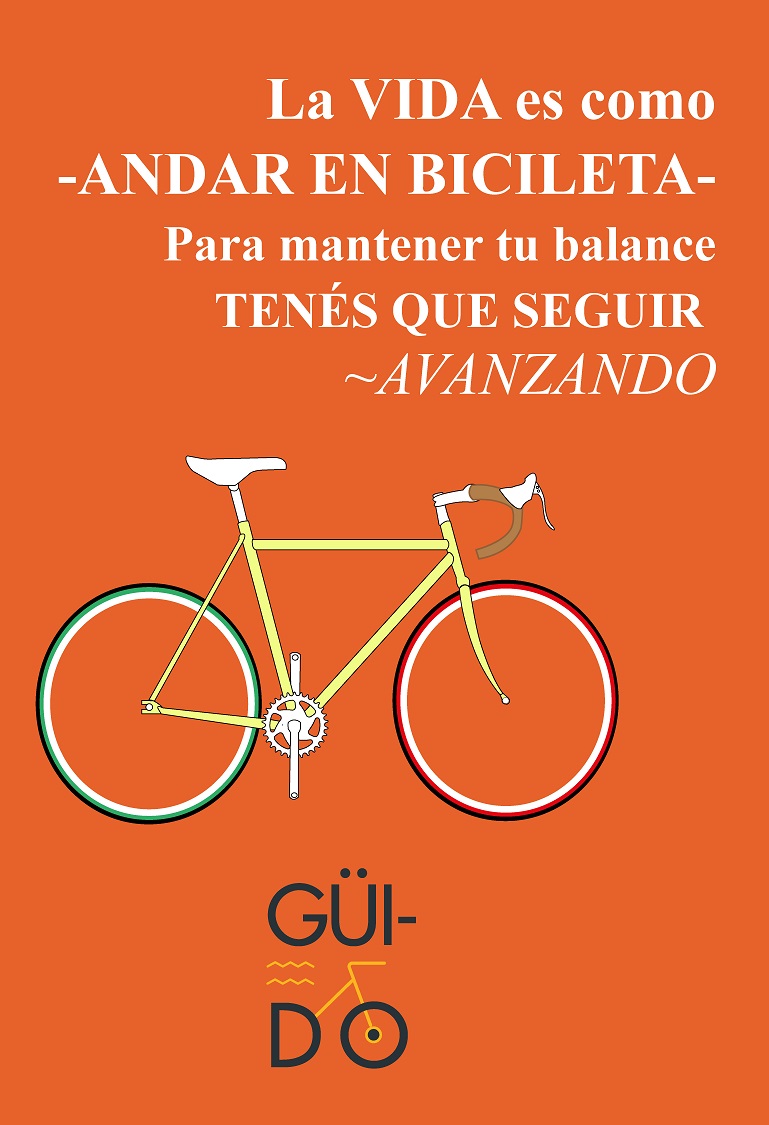 La VIDA es como
-ANDAR EN BICILETA-
Para mantener tu balance
TENÉS QUE SEGUIR
~AVANZANDO
GÜI-
DO